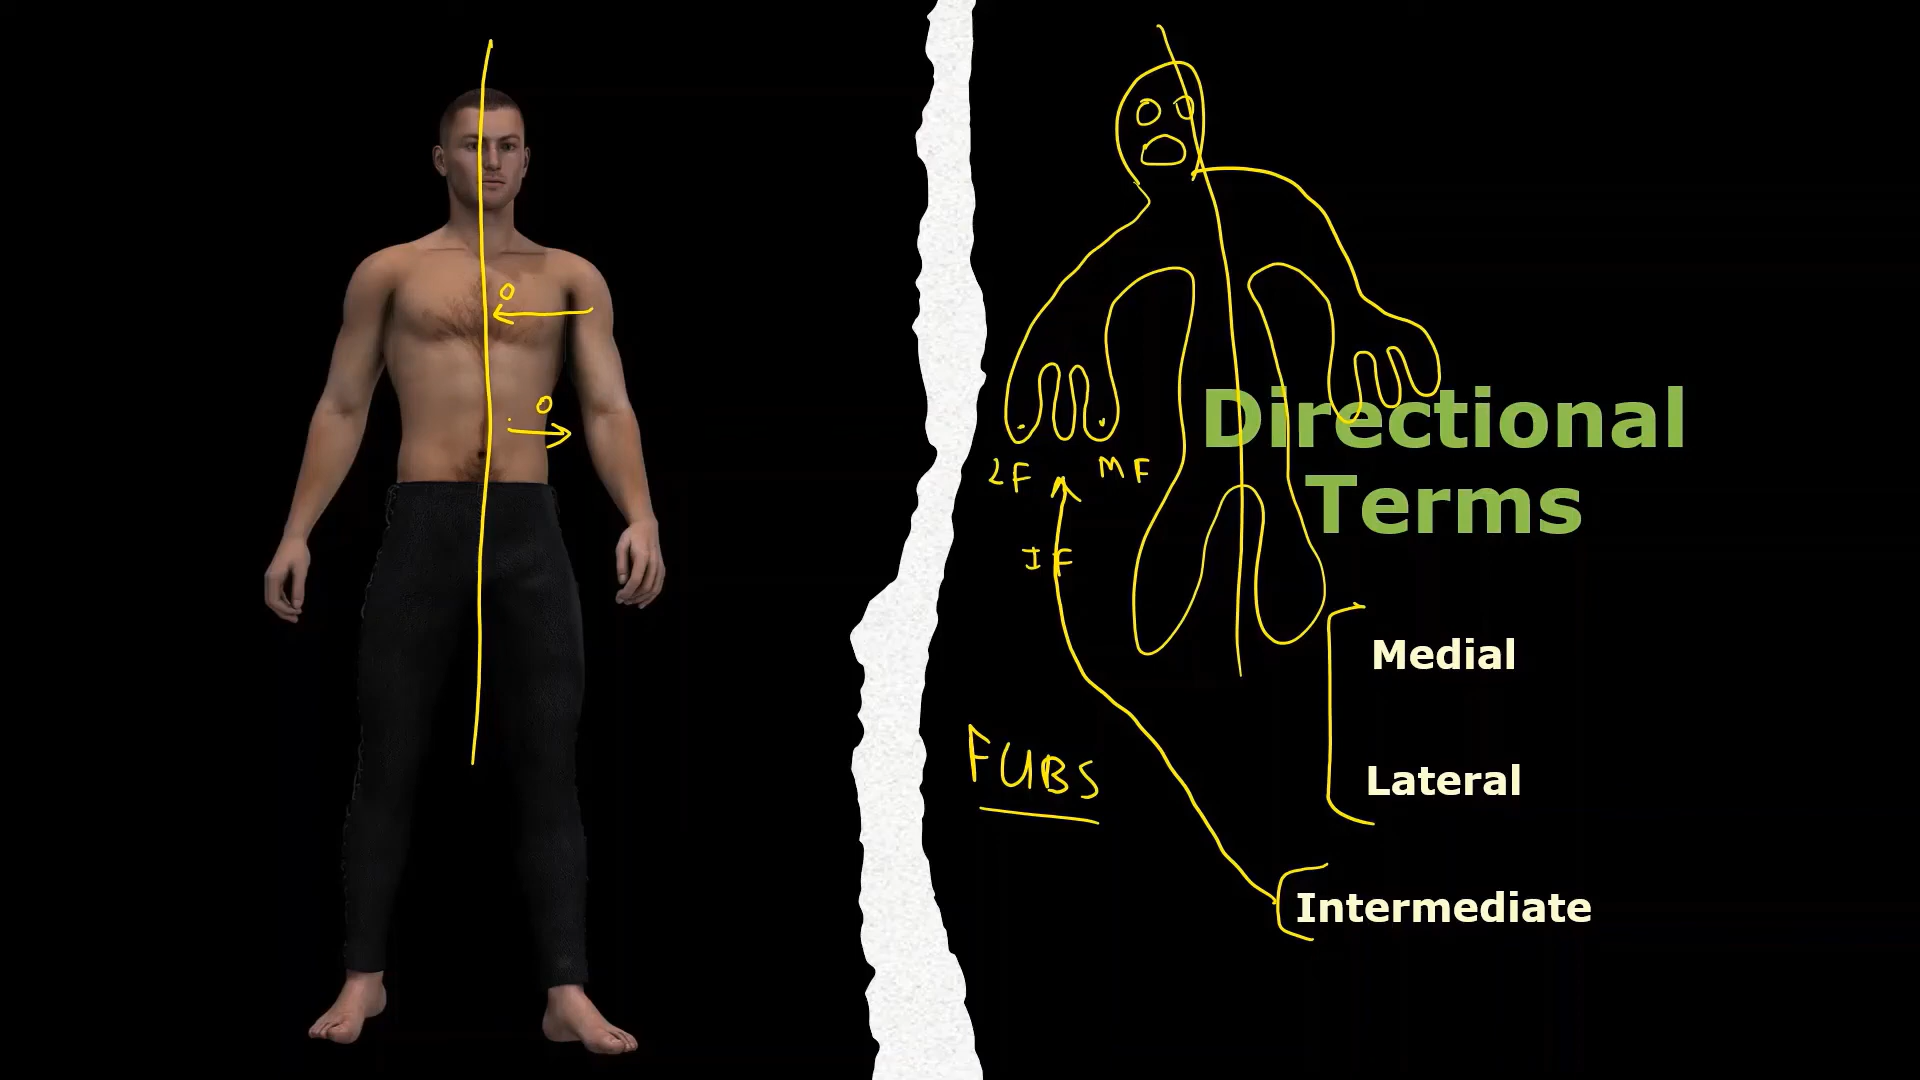 Directional
Terms
LF
MF
IF
Medial
FUBS
Lateral
Intermediate